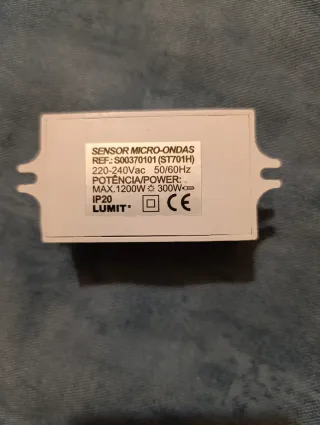 SENSOR MICRO-ONDAS
REF.: S00370101 (ST701H)
220-240Vac 50/60Hz
POTÊNCIA/POWER:
MAX.1200W 300W
IP20
LUMIT CE